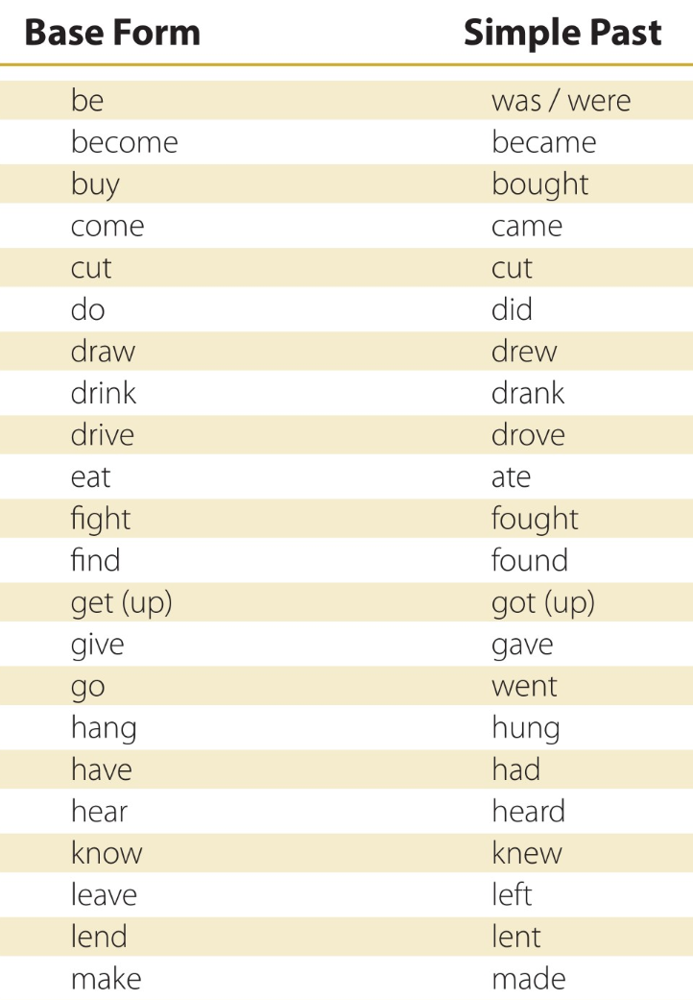 Base Form Simple Past
be was / were
become became
buy bought
come came
cut cut
do did
draw drew
drink drank
drive drove
eat ate
fight fought
find found
get (up) got (up)
give gave
go went
hang hung
have had
hear heard
know knew
leave left
lend lent
make made